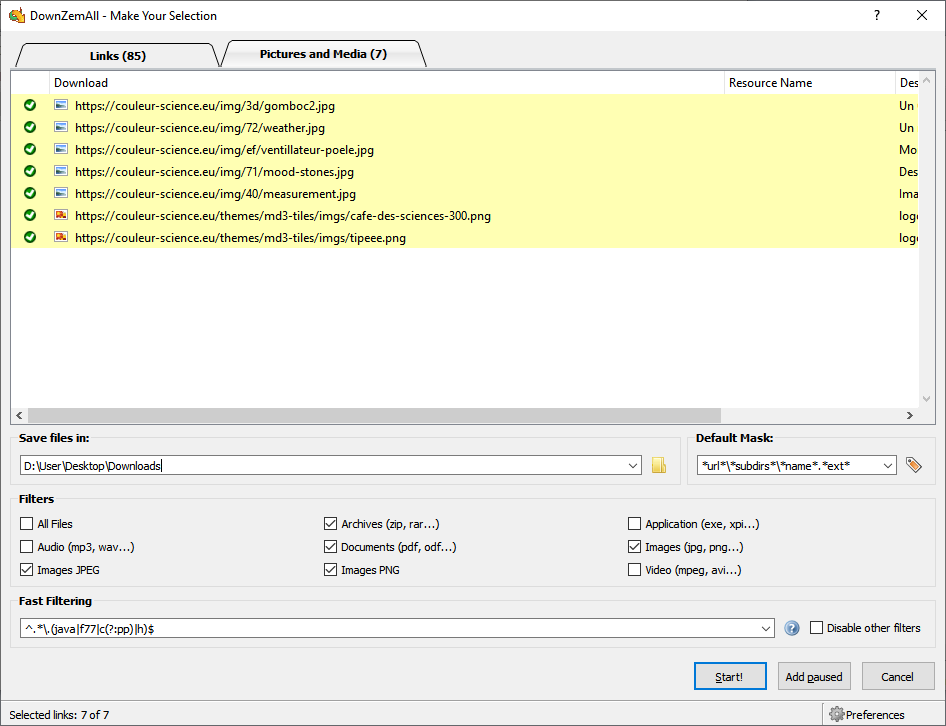 DownZemAll - Make Your Selection
Links (85) Pictures and Media (7)
Download Resource Name Des
https://couleur-science.eu/img/3d/gomboc2.jpg Un
https://couleur-science.eu/img/72/weather.jpg Un
https://couleur-science.eu/img/ef/ventillateur-poele.jpg Mo
https://couleur-science.eu/img/71/mood-stones.jpg Des
https://couleur-science.eu/img/40/measurement.jpg Ima
https://couleur-science.eu/themes/md3-tiles/imgs/cafe-des-sciences-300.png logo
https://couleur-science.eu/themes/md3-tiles/imgs/tipeee.png logo
Save files in: Default Mask:
D:\User\Desktop\Downloads *url*\*subdirs*\*name*.*ext*
Filters
All Files Archives (zip, rar...) Application (exe, xpi...)
Audio (mp3, wav...) Documents (pdf, odf...) Images (jpg, png...)
Images JPEG Images PNG Video (mpeg, avi...)
Fast Filtering
^.*\.(java|f77|c(?:pp)|h)$ Disable other filters
Start! Add paused Cancel
Selected links: 7 of 7 Preferences